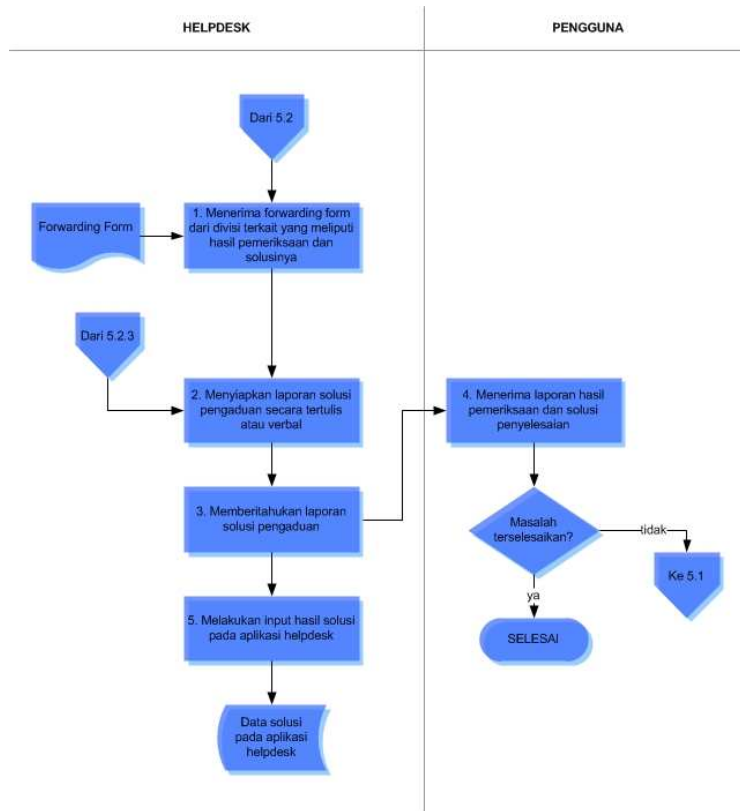 HELPDESK
PENGGUNA
Dari 5.2
Forwarding Form
1. Menerima forwarding form
dari divisi terkait yang meliputi
hasil pemeriksaan dan
solusinya
Dari 5.2.3
2. Menyiapkan laporan solusi
pengaduan secara tertulis
atau verbal
4. Menerima laporan hasil
pemeriksaan dan solusi
penyelesaian
3. Memberitahukan laporan
solusi pengaduan
Masalah
terselesaikan?
tidak
Ke 5.1
ya
5. Melakukan input hasil solusi
pada aplikasi helpdesk
SELESAI
Data solusi
pada aplikasi
helpdesk